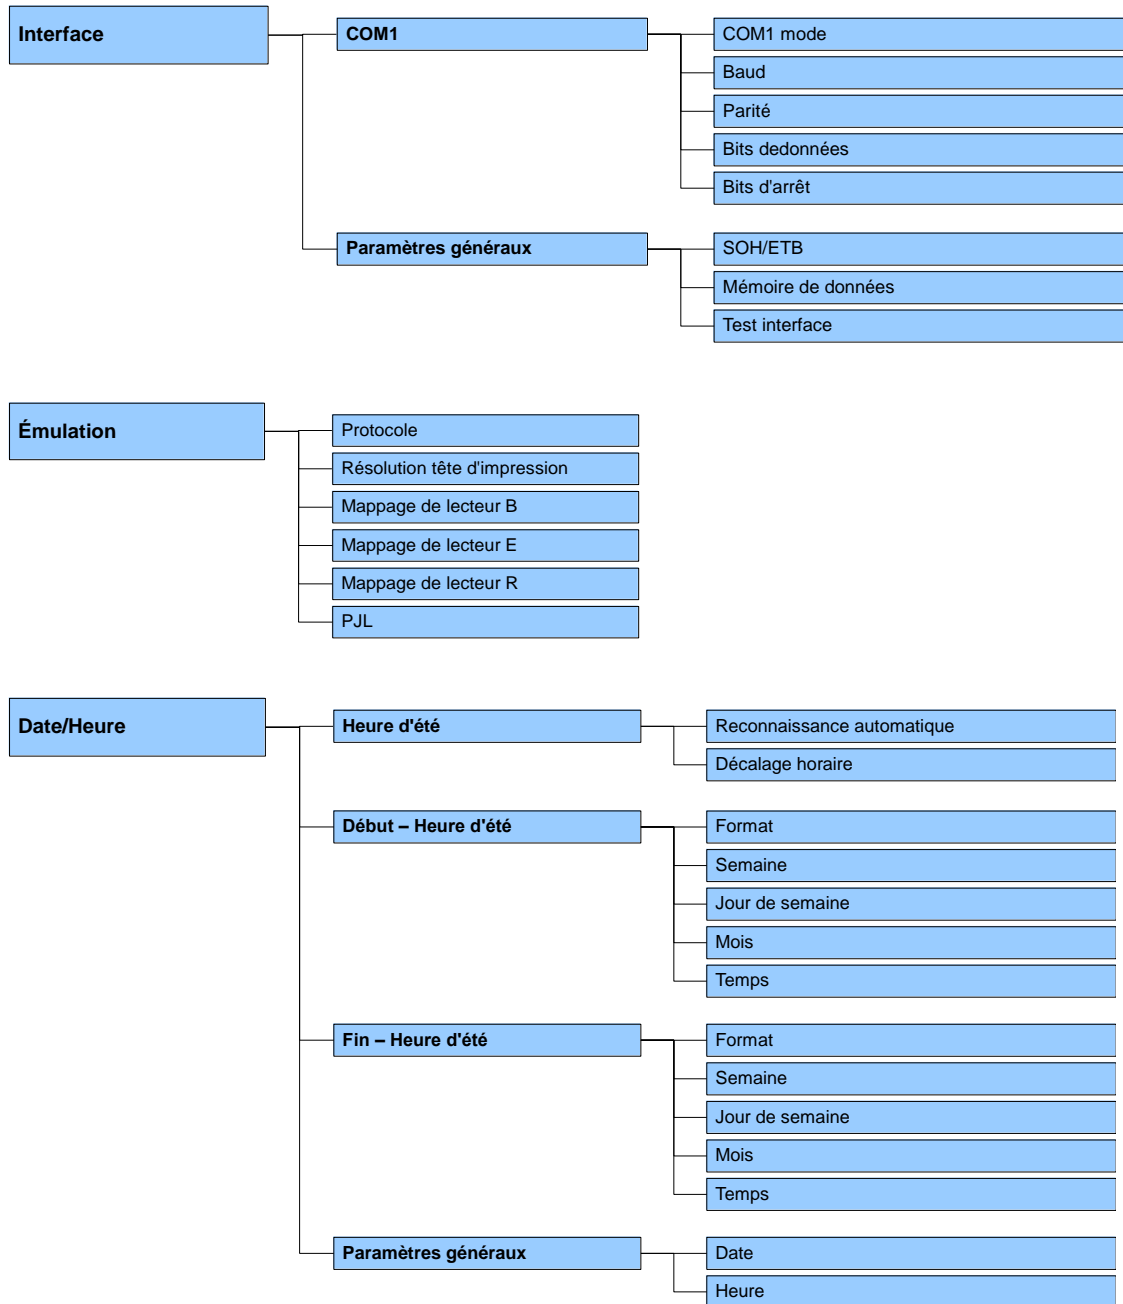 Interface
COM1
COM1 mode
Baud
Parité
Bits dedonnées
Bits d'arrêt
Paramètres généraux
SOH/ETB
Mémoire de données
Test interface
Émulation
Protocole
Résolution tête d'impression
Mappage de lecteur B
Mappage de lecteur E
Mappage de lecteur R
PJL
Date/Heure
Heure d'été
Reconnaissance automatique
Décalage horaire
Début – Heure d'été
Format
Semaine
Jour de semaine
Mois
Temps
Fin – Heure d'été
Format
Semaine
Jour de semaine
Mois
Temps
Paramètres généraux
Date
Heure